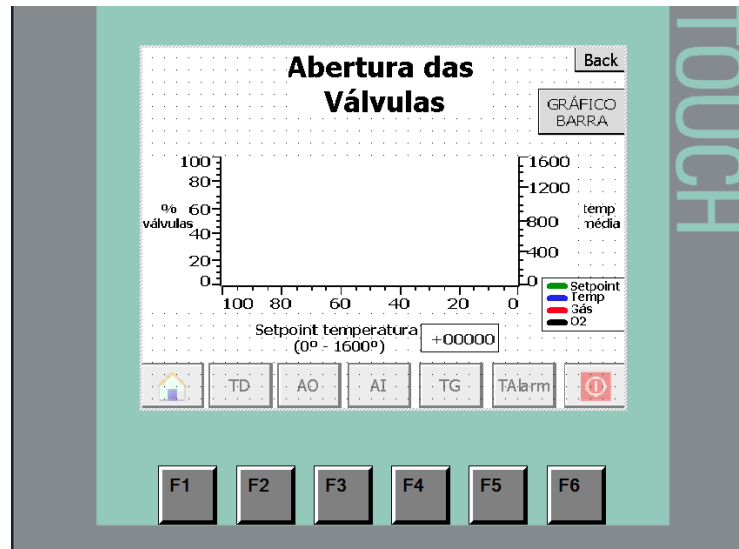 Abertura das
Válvulas
Back
GRÁFICO
BARRA
TOUCH
100
80
60
40
20
0
%
válvulas
1600
1200
800
400
0
temp
média
100 80 60 40 20 0
Setpoint
Temp
Gás
O2
Setpoint temperatura
(0º - 1600º)
+00000
TD AO AI TG TAlarm
F1 F2 F3 F4 F5 F6